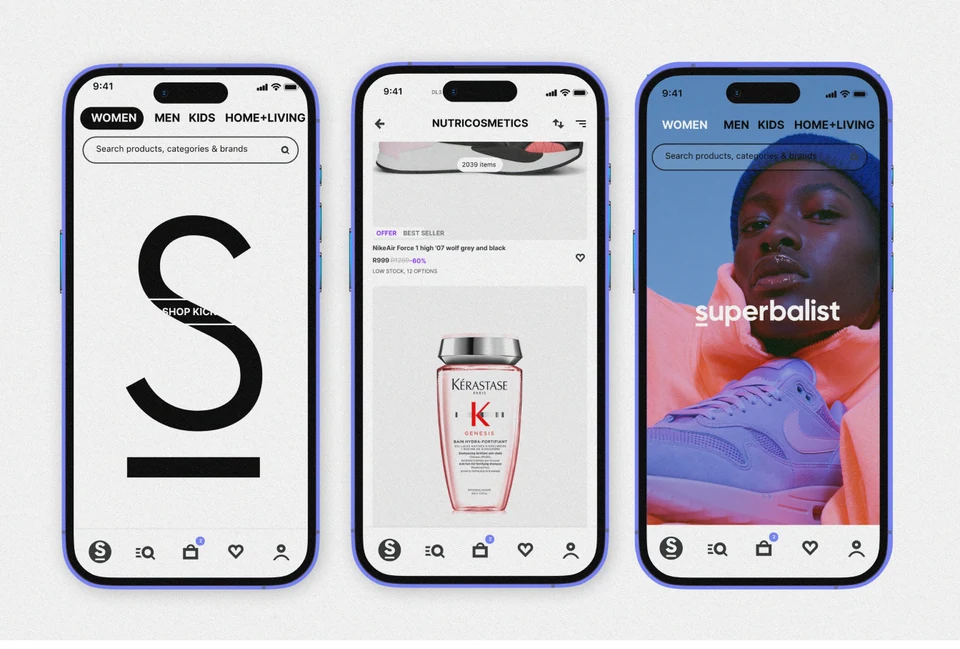 9:41
WOMEN MEN KIDS HOME+LIVING
Search products, categories & brands
S
SHOP KICK
S
9:41
NUTRICOSMETICS
2039 items
OFFER BEST SELLER
NikeAir Force 1 high '07 wolf grey and black
R999 R1299 -60%
LOW STOCK, 12 OPTIONS
KÉRASTASE
PARIS
K
GENESIS
BAIN HYDRA-FORTIFIANT
S
9:41
WOMEN MEN KIDS HOME+LIVING
Search products, categories & brands
superbalist
S